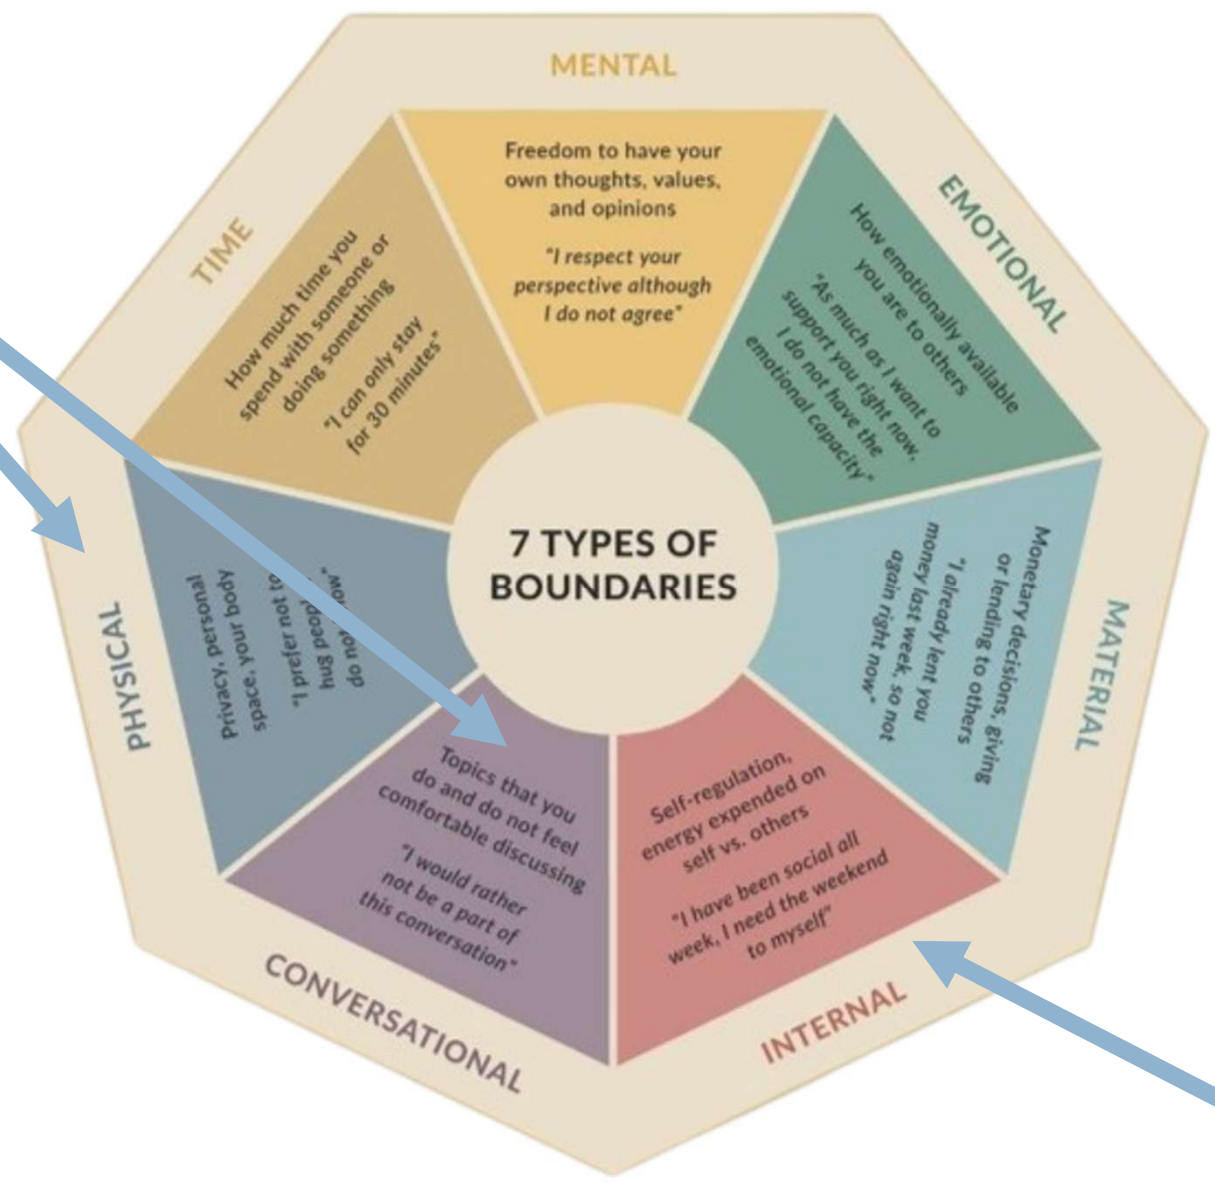 MENTAL
Freedom to have your
own thoughts, values,
and opinions
"I respect your
perspective although
I do not agree"
EMOTIONAL
How emotionally available
you are to others
"As much as I want to
support you right now,
I do not have the
emotional capacity"
MATERIAL
Monetary decisions, giving
or lending to others
"I already lent you
money last week, so not
again right now"
INTERNAL
Self-regulation,
energy expended on
self vs. others
"I have been social all
week, I need the weekend
to myself"
CONVERSATIONAL
Topics that you
do and do not feel
comfortable discussing
"I would rather
not be a part of
this conversation"
PHYSICAL
Privacy, personal
space, your body
"I prefer not to
hug
do
TIME
How much time you
spend with someone or
doing something
"I can only stay
for 30 minutes"
7 TYPES OF
BOUNDARIES